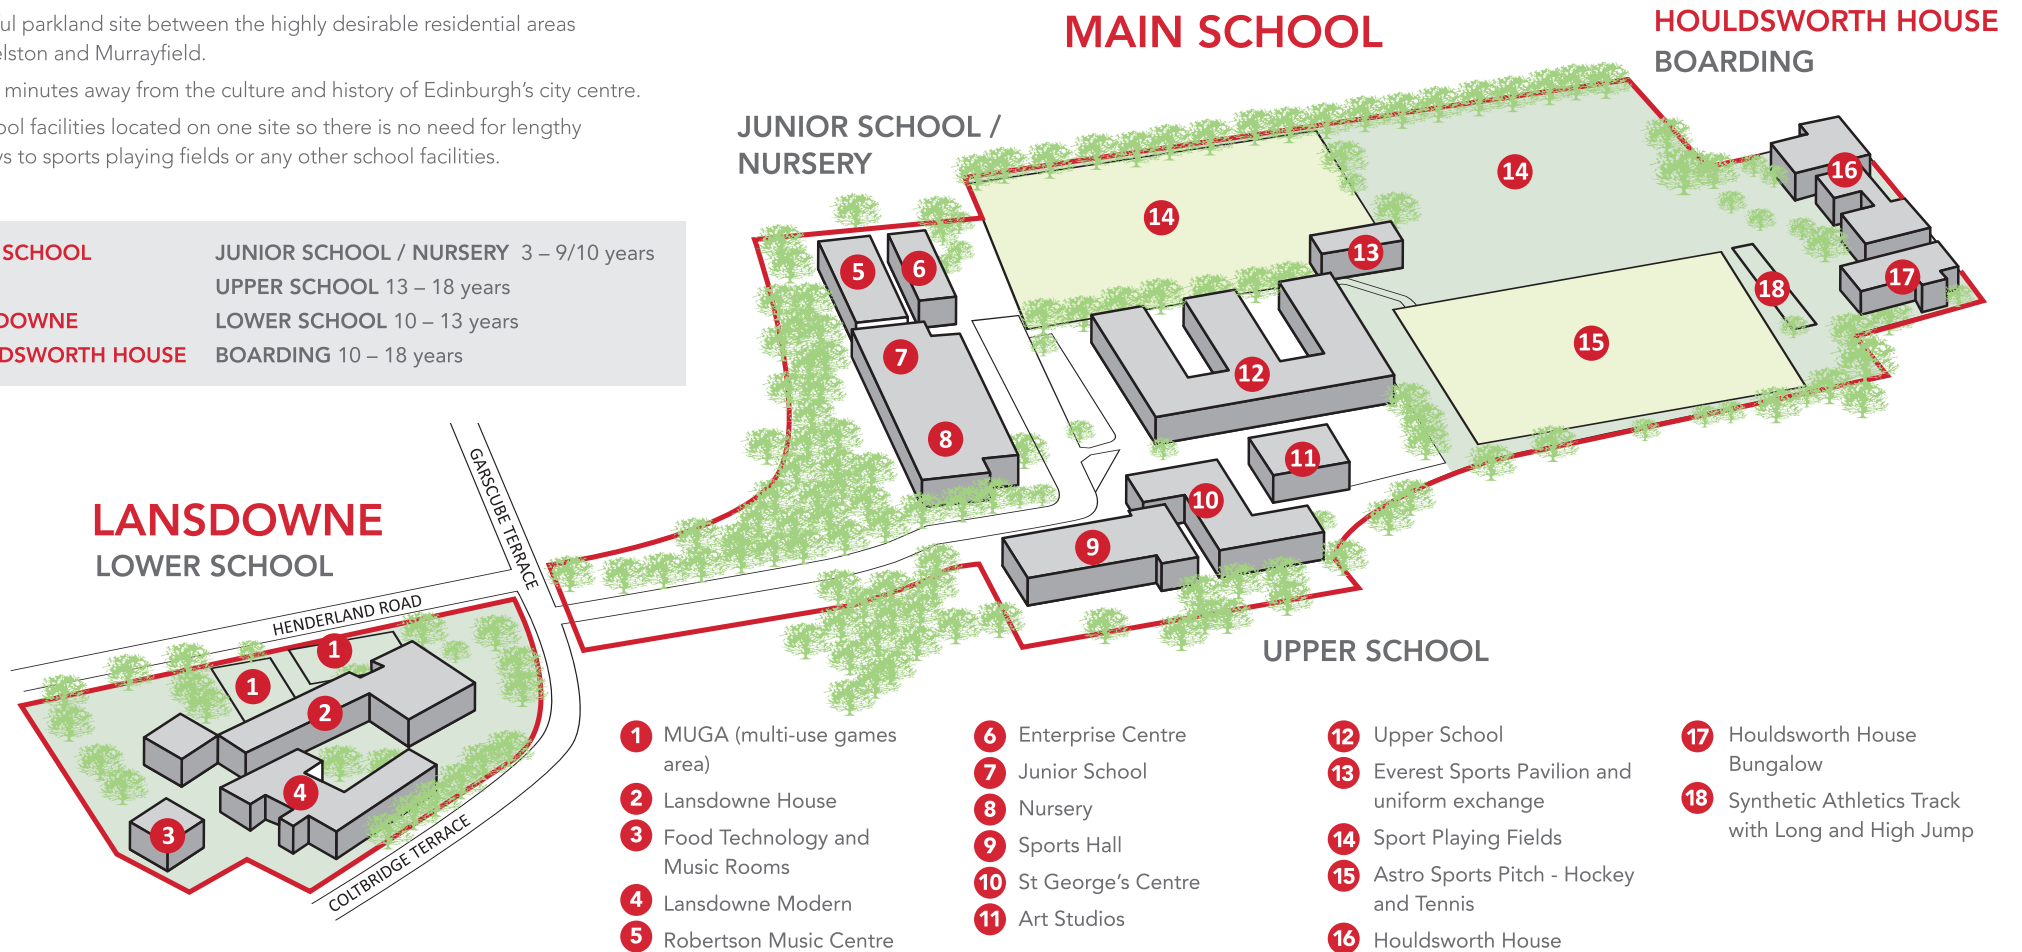 ul parkland site between the highly desirable residential areas
elston and Murrayfield.
minutes away from the culture and history of Edinburgh's city centre.
ool facilities located on one site so there is no need for lengthy
ys to sports playing fields or any other school facilities.
SCHOOL JUNIOR SCHOOL / NURSERY 3 – 9/10 years
UPPER SCHOOL 13 – 18 years
DOWNE LOWER SCHOOL 10 – 13 years
DSWORTH HOUSE BOARDING 10 – 18 years
MAIN SCHOOL
HOULDSWORTH HOUSE
BOARDING
JUNIOR SCHOOL /
NURSERY
14
14
16
13
5
6
17
18
15
7
12
8
11
10
9
GARSCUBE TERRACE
LANSDOWNE
LOWER SCHOOL
HENDERLAND ROAD
1
1
2
4
3
COLTBRIDGE TERRACE
UPPER SCHOOL
1 MUGA (multi-use games
area)
2 Lansdowne House
3 Food Technology and
Music Rooms
4 Lansdowne Modern
5 Robertson Music Centre
6 Enterprise Centre
7 Junior School
8 Nursery
9 Sports Hall
10 St George's Centre
11 Art Studios
12 Upper School
13 Everest Sports Pavilion and
uniform exchange
14 Sport Playing Fields
15 Astro Sports Pitch - Hockey
and Tennis
16 Houldsworth House
17 Houldsworth House
Bungalow
18 Synthetic Athletics Track
with Long and High Jump